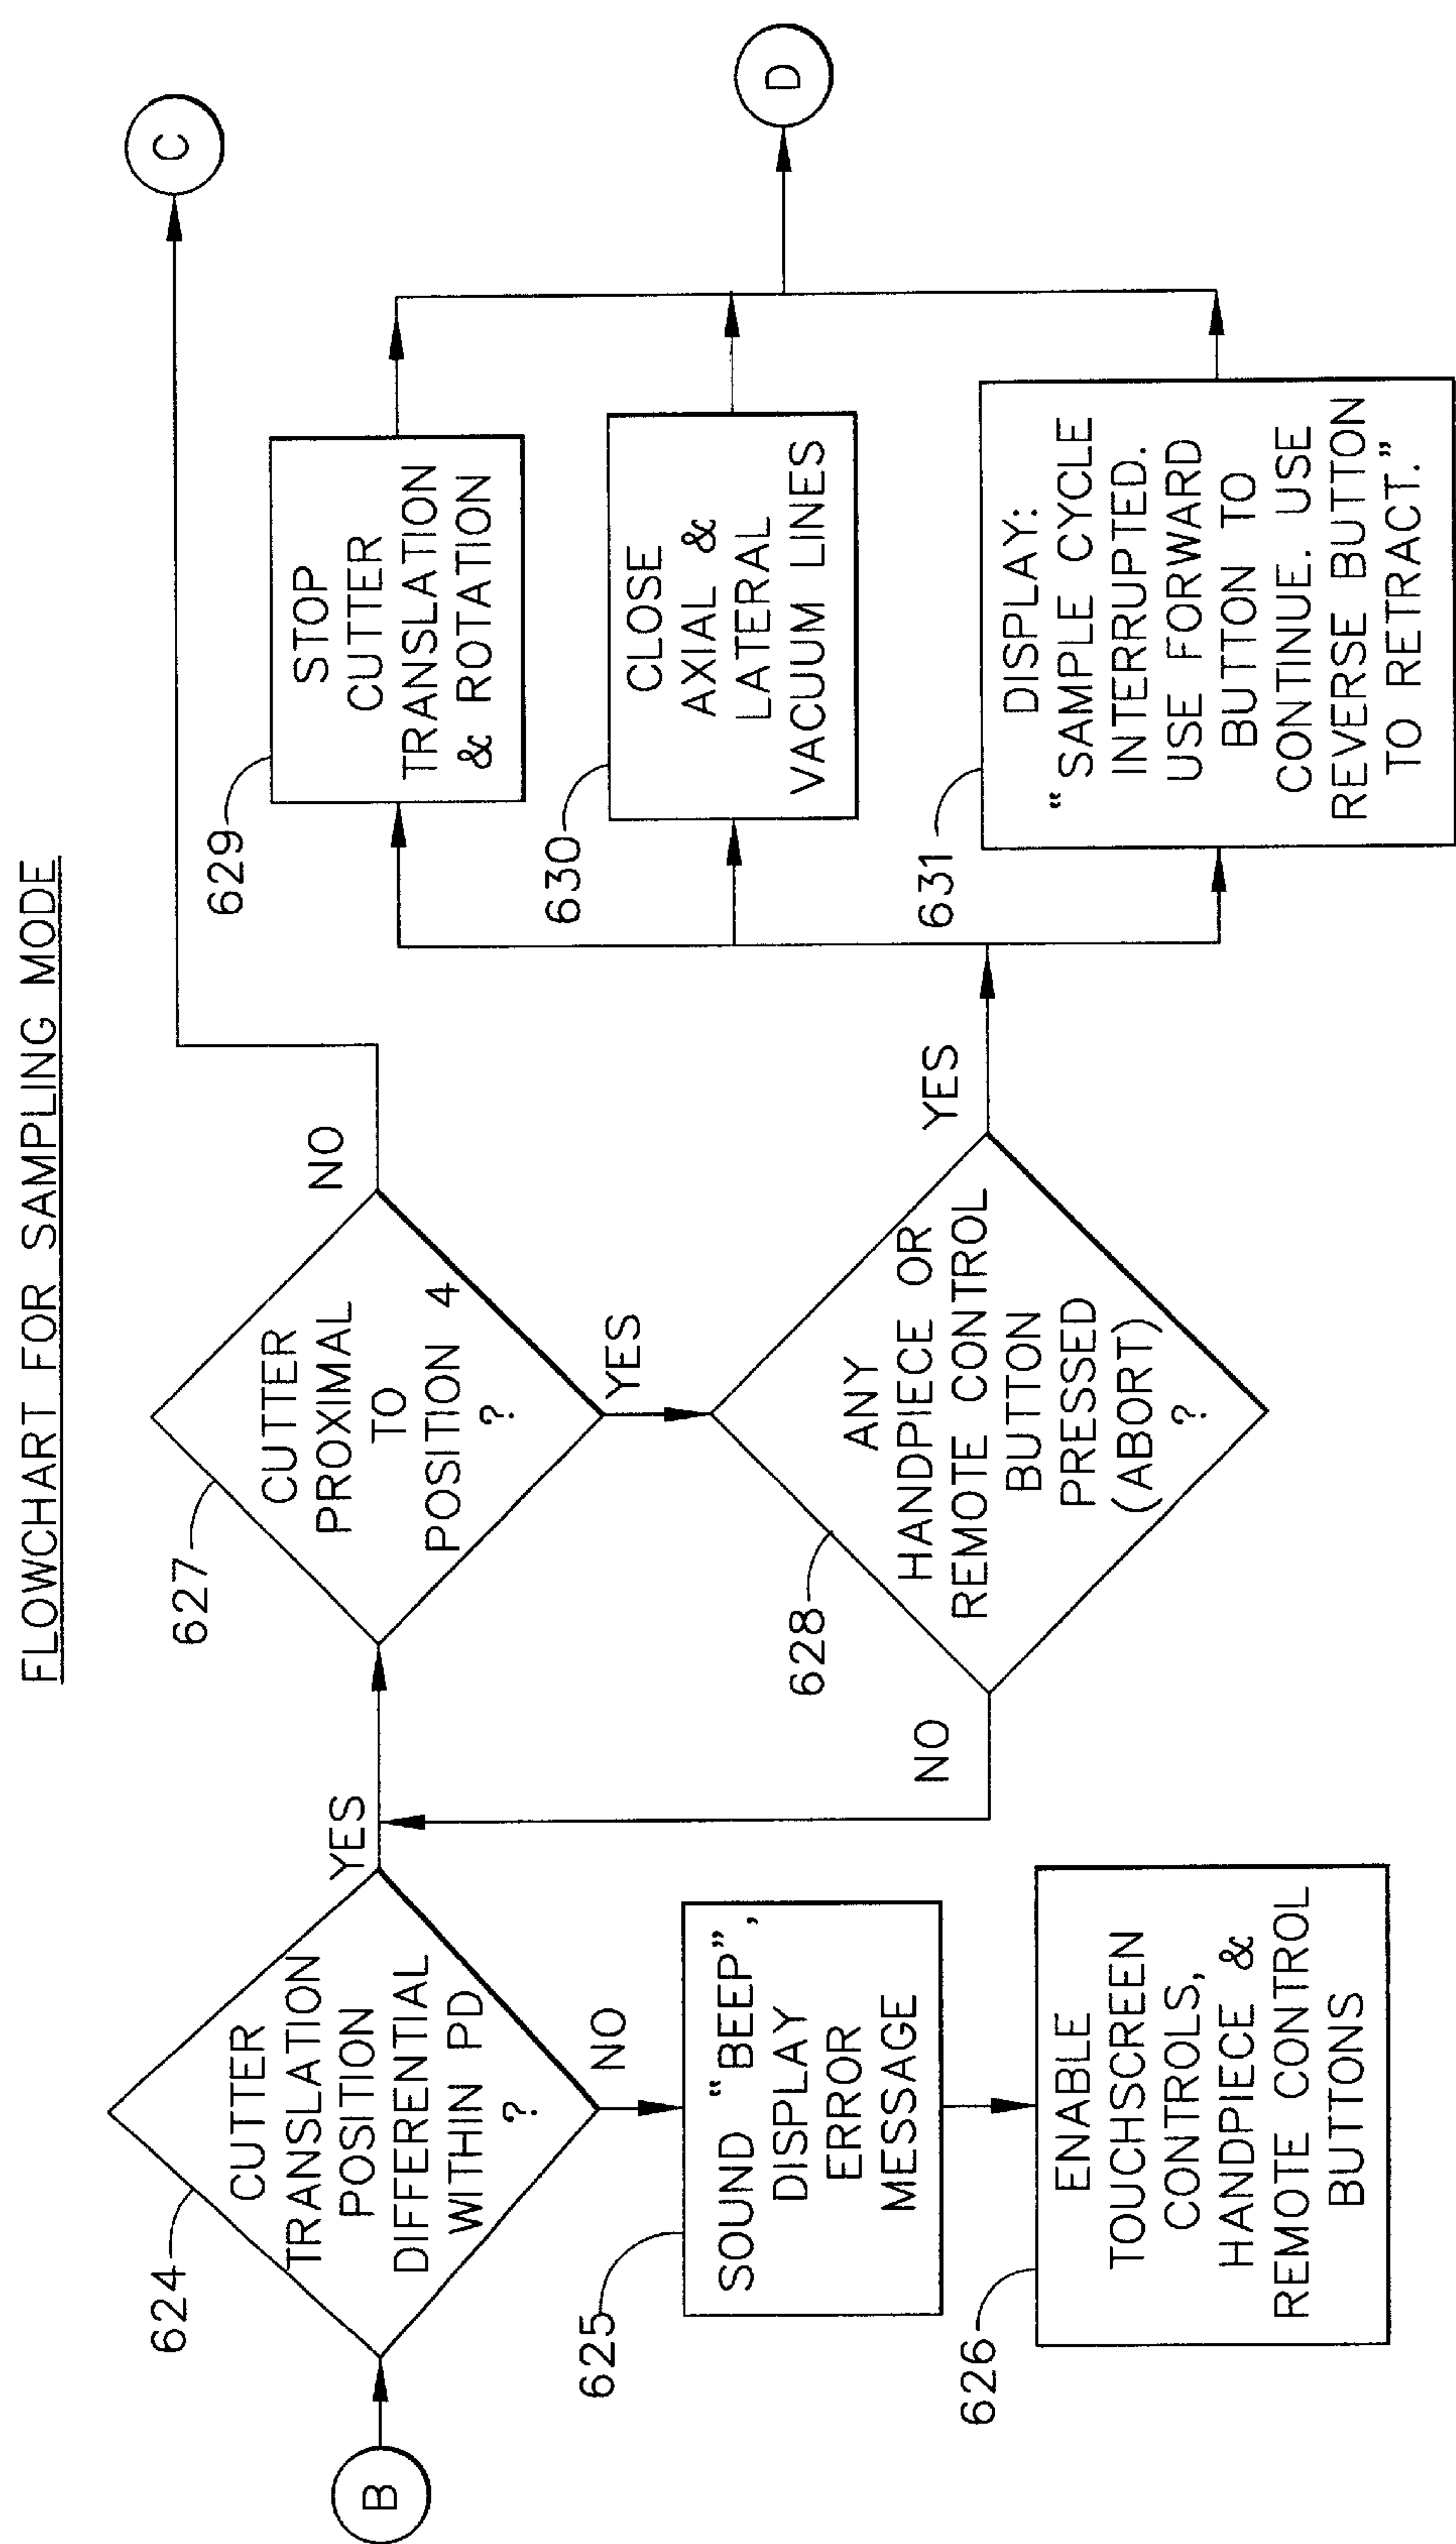 FLOWCHART FOR SAMPLING MODE
B
624
CUTTER
TRANSLATION
POSITION
DIFFERENTIAL
WITHIN PD
?
YES
NO
625
SOUND "BEEP",
DISPLAY
ERROR
MESSAGE
626
ENABLE
TOUCHSCREEN
CONTROLS,
HANDPIECE &
REMOTE CONTROL
BUTTONS
627
CUTTER
PROXIMAL
TO
POSITION 4
?
NO
C
YES
628
ANY
HANDPIECE OR
REMOTE CONTROL
BUTTON
PRESSED
(ABORT)
?
NO
YES
629
STOP
CUTTER
TRANSLATION
& ROTATION
630
CLOSE
AXIAL &
LATERAL
VACUUM LINES
631
DISPLAY:
"SAMPLE CYCLE
INTERRUPTED.
USE FORWARD
BUTTON TO
CONTINUE. USE
REVERSE BUTTON
TO RETRACT."
D